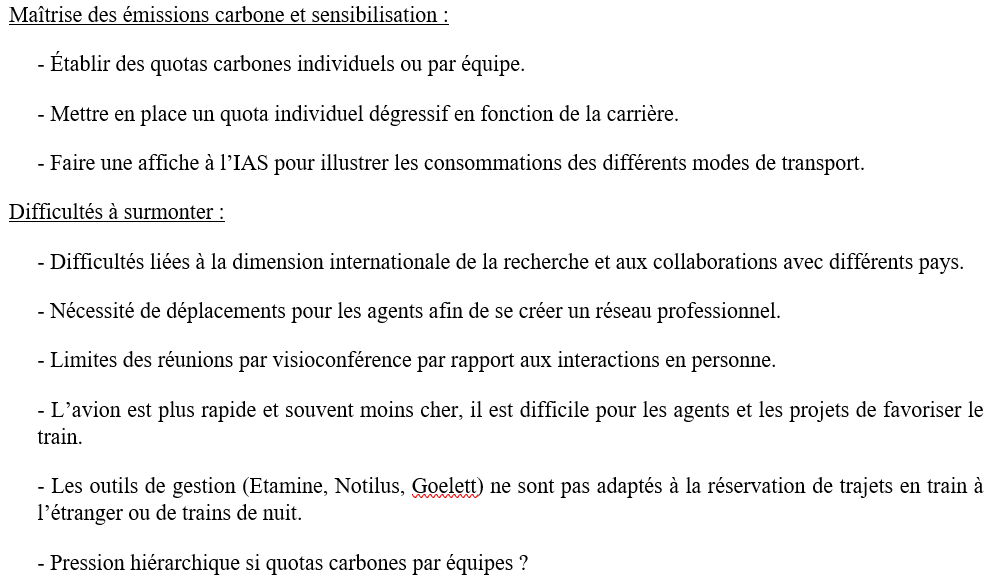 Maîtrise des émissions carbone et sensibilisation :
- Établir des quotas carbones individuels ou par équipe.
- Mettre en place un quota individuel dégressif en fonction de la carrière.
- Faire une affiche à l’IAS pour illustrer les consommations des différents modes de transport.
Difficultés à surmonter :
- Difficultés liées à la dimension internationale de la recherche et aux collaborations avec différents pays.
- Nécessité de déplacements pour les agents afin de se créer un réseau professionnel.
- Limites des réunions par visioconférence par rapport aux interactions en personne.
- L’avion est plus rapide et souvent moins cher, il est difficile pour les agents et les projets de favoriser le
train.
- Les outils de gestion (Etamine, Notilus, Goelett) ne sont pas adaptés à la réservation de trajets en train à
l’étranger ou de trains de nuit.
- Pression hiérarchique si quotas carbones par équipes ?